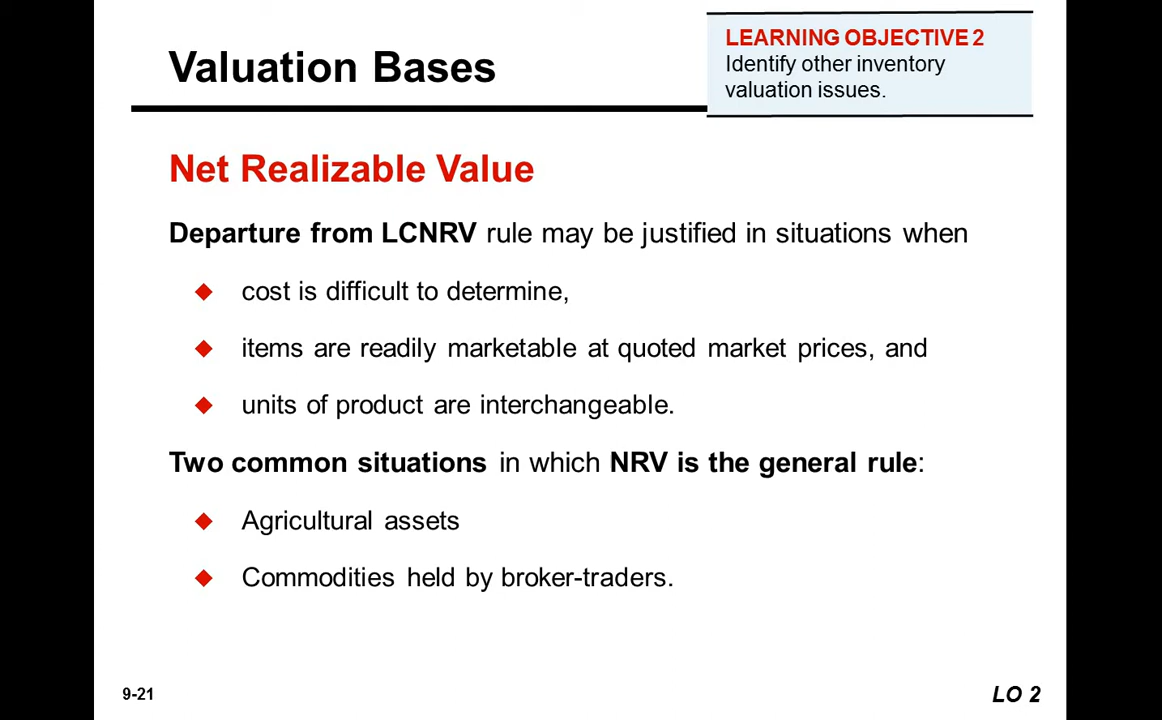 Valuation Bases
LEARNING OBJECTIVE 2
Identify other inventory
valuation issues.
Net Realizable Value
Departure from LCNRV rule may be justified in situations when
cost is difficult to determine,
items are readily marketable at quoted market prices, and
units of product are interchangeable.
Two common situations in which NRV is the general rule:
Agricultural assets
Commodities held by broker-traders.
9-21
LO 2